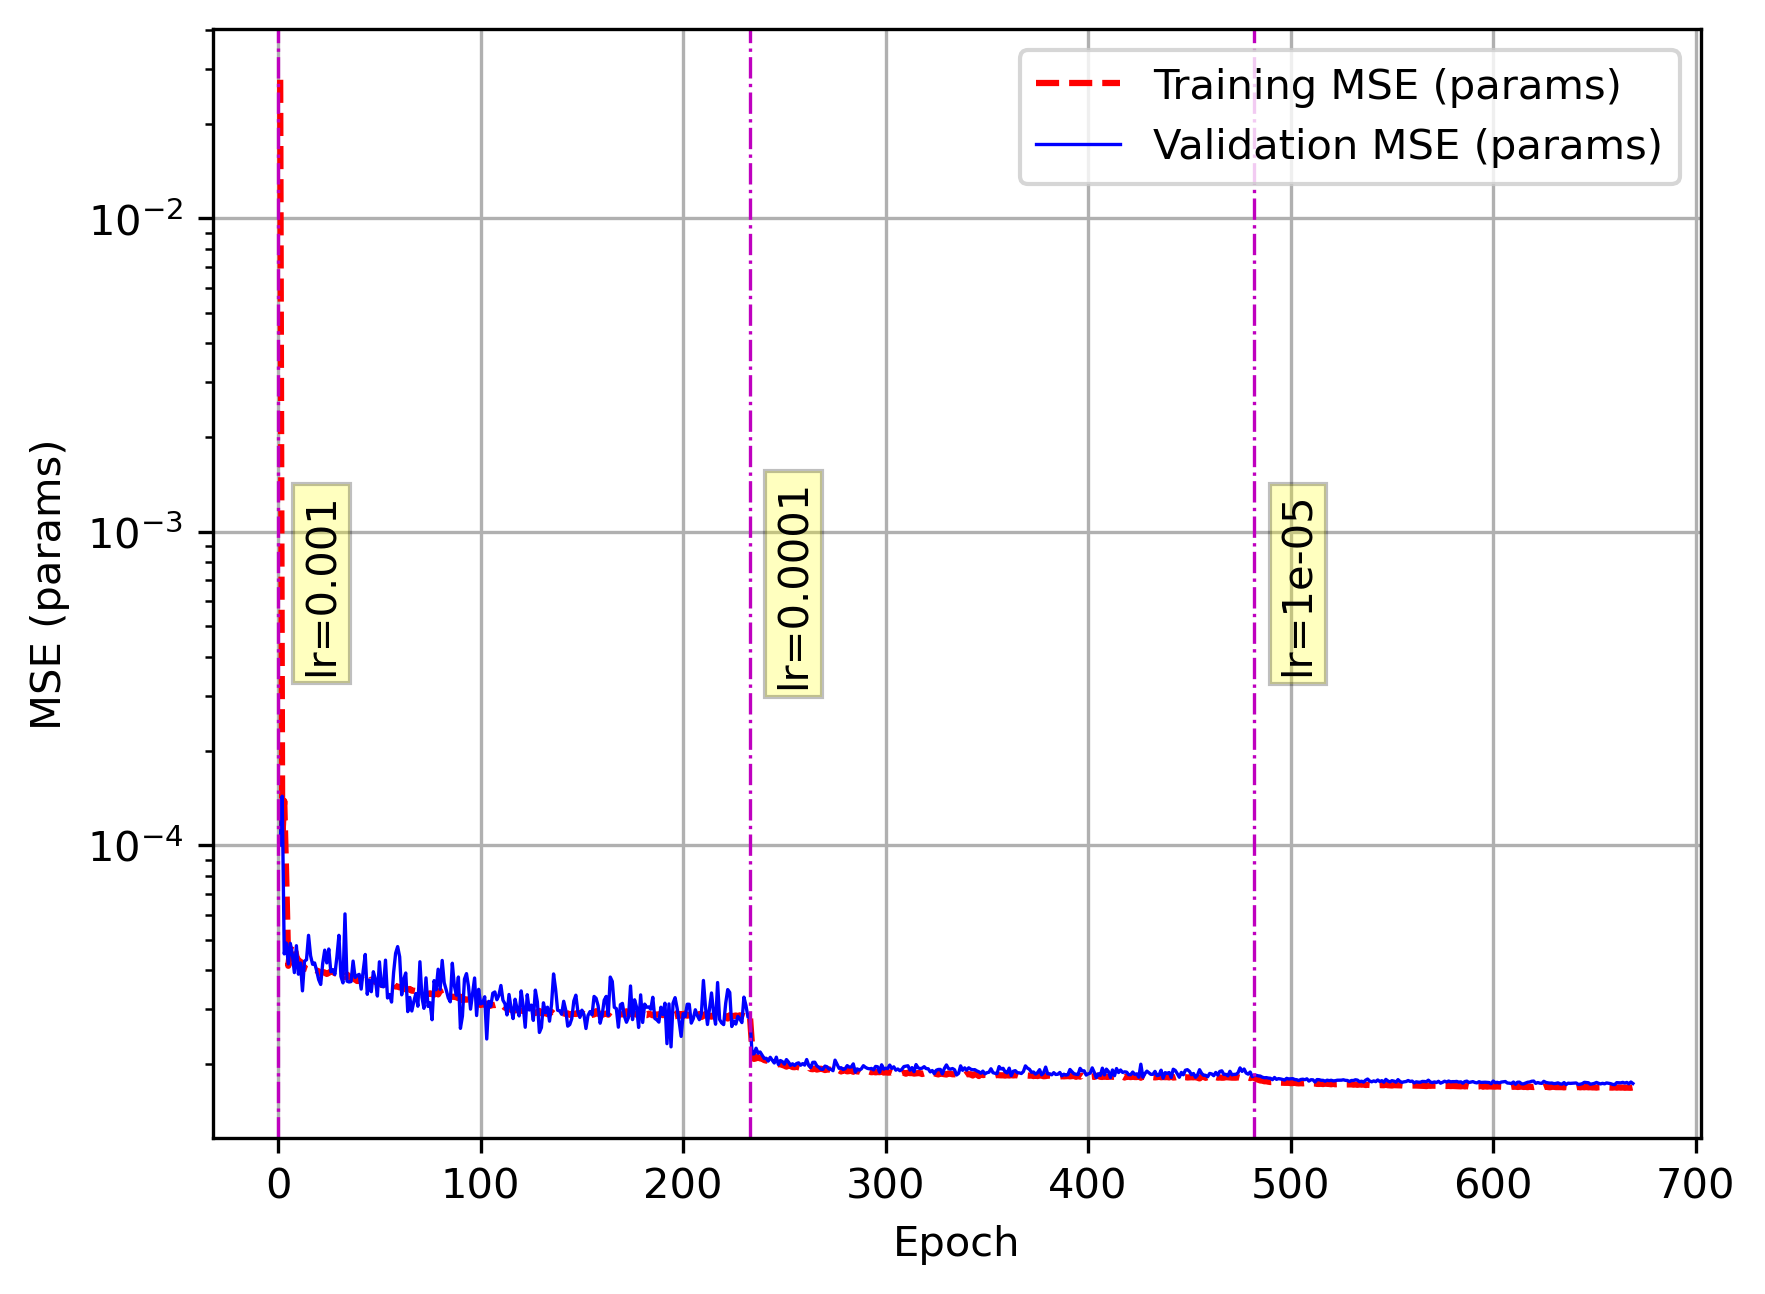 Training MSE (params)
Validation MSE (params)
MSE (params)
10⁻²
10⁻³
10⁻⁴
lr=0.001
lr=0.0001
lr=1e-05
0 100 200 300 400 500 600 700
Epoch